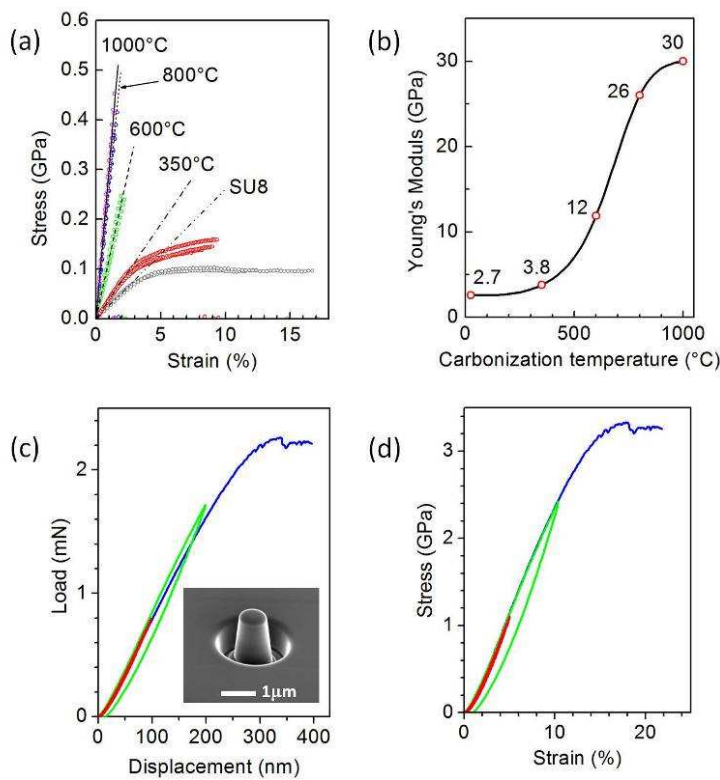 (a)
1000°C
800°C
600°C
350°C
SU8
0.6
0.5
0.4
0.3
0.2
0.1
0.0
Stress (GPa)
0 5 10 15
Strain (%)
(b)
30
26
12
3.8
2.7
30
20
10
0
Young's Moduls (GPa)
0 500 1000
Carbonization temperature (°C)
(c)
2
1
0
Load (mN)
1μm
0 100 200 300 400
Displacement (nm)
(d)
3
2
1
0
Stress (GPa)
0 10 20
Strain (%)